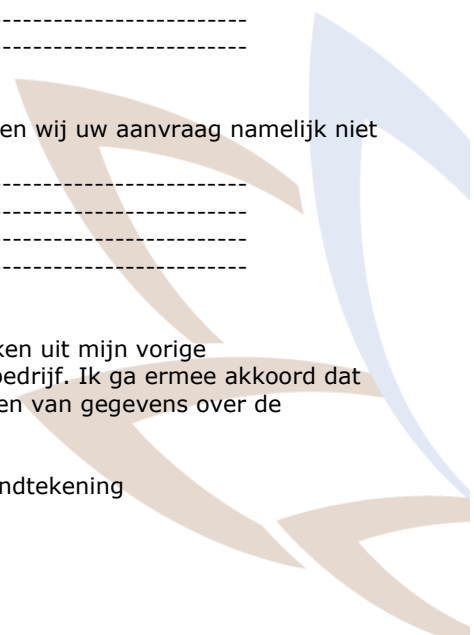 -------------------------
-------------------------
en wij uw aanvraag namelijk niet
-------------------------
-------------------------
-------------------------
-------------------------
ken uit mijn vorige
bedrijf. Ik ga ermee akkoord dat
en van gegevens over de
ndtekening